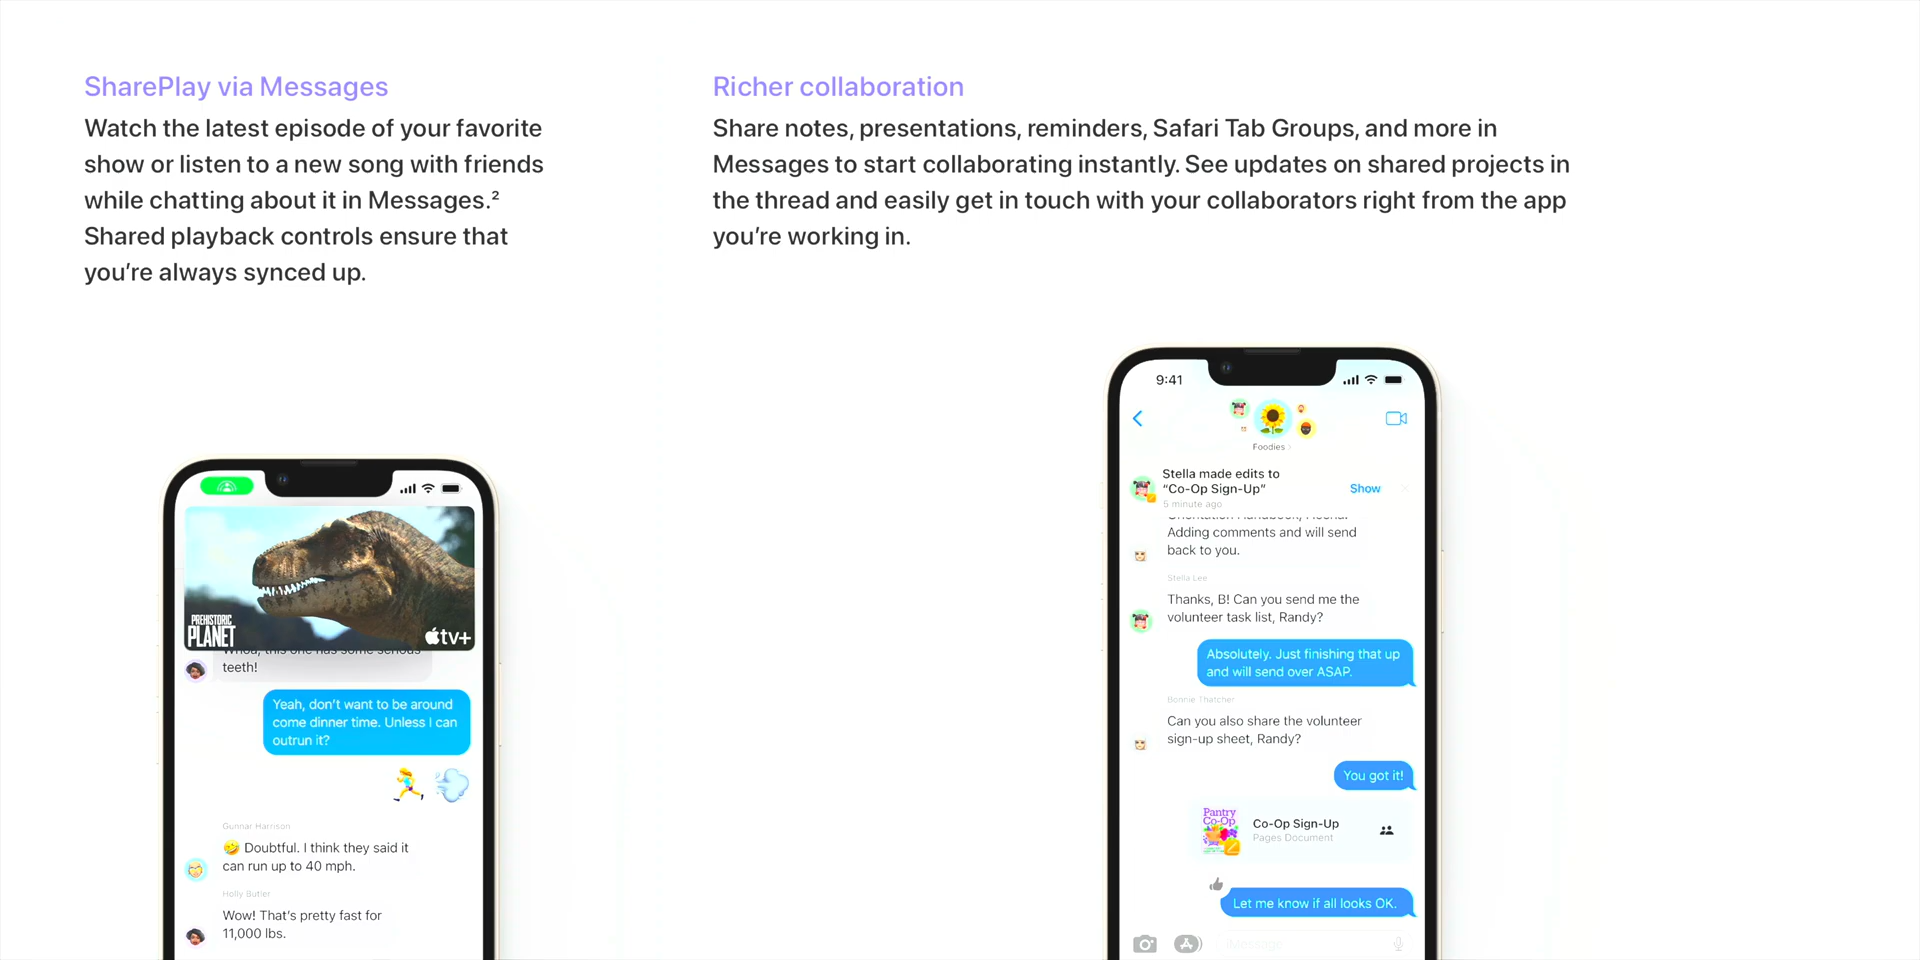 SharePlay via Messages
Watch the latest episode of your favorite
show or listen to a new song with friends
while chatting about it in Messages.²
Shared playback controls ensure that
you’re always synced up.
Richer collaboration
Share notes, presentations, reminders, Safari Tab Groups, and more in
Messages to start collaborating instantly. See updates on shared projects in
the thread and easily get in touch with your collaborators right from the app
you’re working in.
PREHISTORIC
PLANET
tv+
Whoa, this one has some serious
teeth!
Yeah, don’t want to be around
come dinner time. Unless I can
outrun it?
Gunnar Harrison
🤣 Doubtful. I think they said it
can run up to 40 mph.
Holly Butler
Wow! That’s pretty fast for
11,000 lbs.
9:41
Foodies
Stella made edits to
“Co-Op Sign-Up”
Show
5 minute ago
Adding comments and will send
back to you.
Stella Lee
Thanks, B! Can you send me the
volunteer task list, Randy?
Absolutely. Just finishing that up
and will send over ASAP.
Bonnie Thatcher
Can you also share the volunteer
sign-up sheet, Randy?
You got it!
Pantry
Co-Op
Co-Op Sign-Up
Pages Document
Let me know if all looks OK.
iMessage